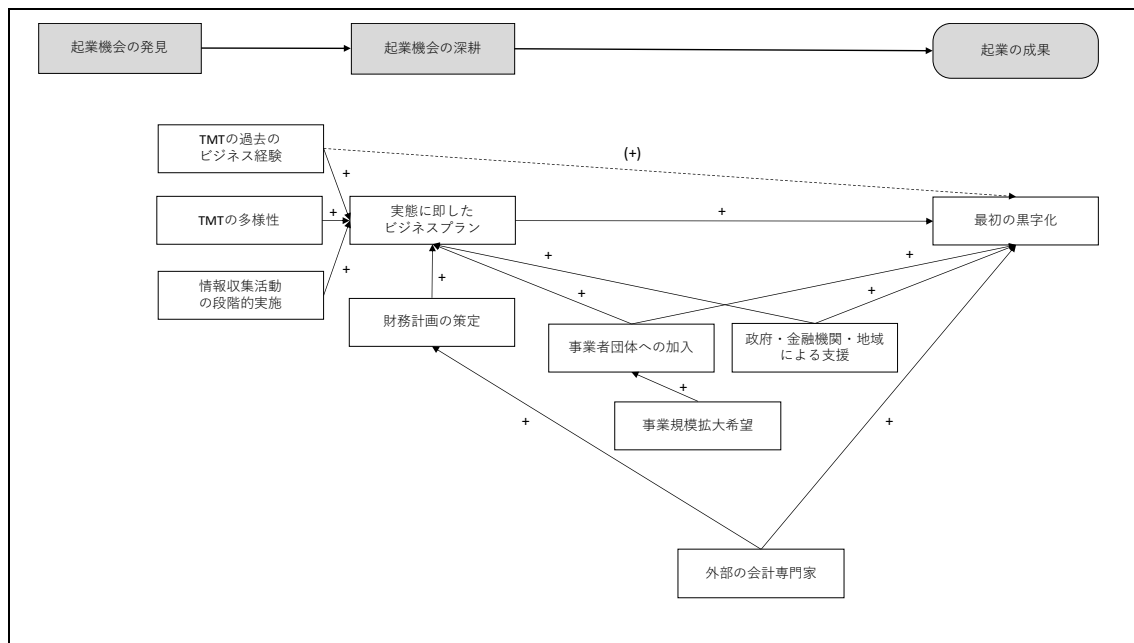 起業機会の発見
起業機会の深耕
起業の成果
TMTの過去の
ビジネス経験
(+)
+
TMTの多様性
+
実態に即した
ビジネスプラン
+
最初の黒字化
+
情報収集活動
の段階的実施
+
+
+
+
+
財務計画の策定
事業者団体への加入
政府・金融機関・地域
による支援
+
事業規模拡大希望
+
+
外部の会計専門家